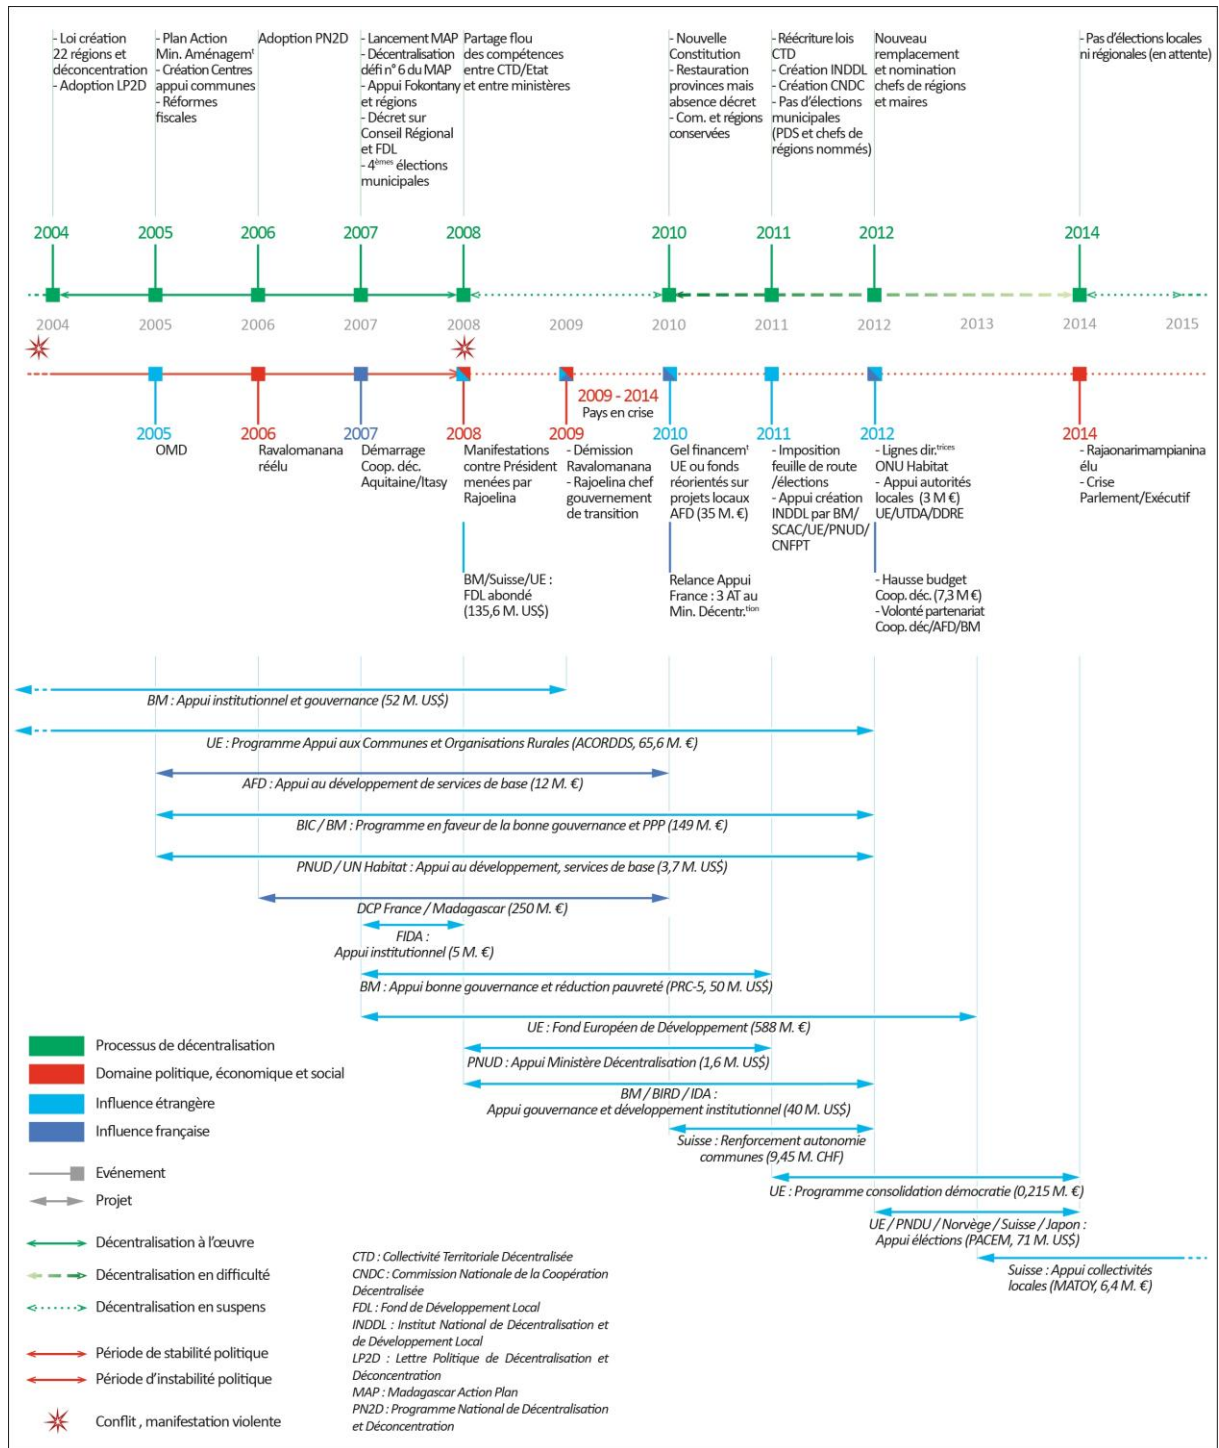 - Loi création
22 régions et
déconcentration
- Adoption LP2D
- Plan Action
Min. Aménagemᵗ
- Création Centres
appui communes
- Réformes
fiscales
Adoption PN2D
- Lancement MAP
- Décentralisation
défi n° 6 du MAP
- Appui Fokontany
et régions
- Décret sur
Conseil Régional
et FDL
- 4èmes élections
municipales
Partage flou
des compétences
entre CTD/Etat
et entre ministères
- Nouvelle
Constitution
- Restauration
provinces mais
absence décret
- Com. et régions
conservées
- Réécriture lois
CTD
- Création INDDL
- Création CNDC
- Pas d'élections
municipales
(PDS et chefs de
régions nommés)
Nouveau
remplacement
et nomination
chefs de régions
et maires
- Pas d'élections locales
ni régionales (en attente)
2004 2005 2006 2007 2008 2010 2011 2012 2014
2004 2005 2006 2007 2008 2009 2010 2011 2012 2013 2014 2015
2009 - 2014
Pays en crise
2005 2006 2007 2008 2009 2010 2011 2012 2014
OMD
Ravalomanana
réélu
Démarrage
Coop. déc.
Aquitaine/Itasy
Manifestations
contre Président
menées par
Rajoelina
- Démission
Ravalomanana
- Rajoelina chef
gouvernement
de transition
Gel financemᵗ
UE ou fonds
réorientés sur
projets locaux
AFD (35 M. €)
- Imposition
feuille de route
/élections
- Appui création
INDDL par BM/
SCAC/UE/PNUD/
CNFPT
- Lignes dir.trices
ONU Habitat
- Appui autorités
locales (3 M €)
UE/UTDA/DDRE
- Rajaonarimampianina
élu
- Crise
Parlement/Exécutif
BM/Suisse/UE :
FDL abondé
(135,6 M. US$)
Relance Appui
France : 3 AT au
Min. Décentr.tion
- Hausse budget
Coop. déc. (7,3 M €)
- Volonté partenariat
Coop. déc/AFD/BM
BM : Appui institutionnel et gouvernance (52 M. US$)
UE : Programme Appui aux Communes et Organisations Rurales (ACORDDS, 65,6 M. €)
AFD : Appui au développement de services de base (12 M. €)
BIC / BM : Programme en faveur de la bonne gouvernance et PPP (149 M. €)
PNUD / UN Habitat : Appui au développement, services de base (3,7 M. US$)
DCP France / Madagascar (250 M. €)
FIDA :
Appui institutionnel (5 M. €)
BM : Appui bonne gouvernance et réduction pauvreté (PRC-5, 50 M. US$)
UE : Fond Européen de Développement (588 M. €)
PNUD : Appui Ministère Décentralisation (1,6 M. US$)
BM / BIRD / IDA :
Appui gouvernance et développement institutionnel (40 M. US$)
Suisse : Renforcement autonomie
communes (9,45 M. CHF)
UE : Programme consolidation démocratie (0,215 M. €)
UE / PNDU / Norvège / Suisse / Japon :
Appui éléctions (PACEM, 71 M. US$)
Suisse : Appui collectivités
locales (MATOY, 6,4 M. €)
Processus de décentralisation
Domaine politique, économique et social
Influence étrangère
Influence française
Evénement
Projet
Décentralisation à l'œuvre
Décentralisation en difficulté
Décentralisation en suspens
Période de stabilité politique
Période d'instabilité politique
Conflit , manifestation violente
CTD : Collectivité Territoriale Décentralisée
CNDC : Commission Nationale de la Coopération
Décentralisée
FDL : Fond de Développement Local
INDDL : Institut National de Décentralisation et
de Développement Local
LP2D : Lettre Politique de Décentralisation et
Déconcentration
MAP : Madagascar Action Plan
PN2D : Programme National de Décentralisation
et Déconcentration